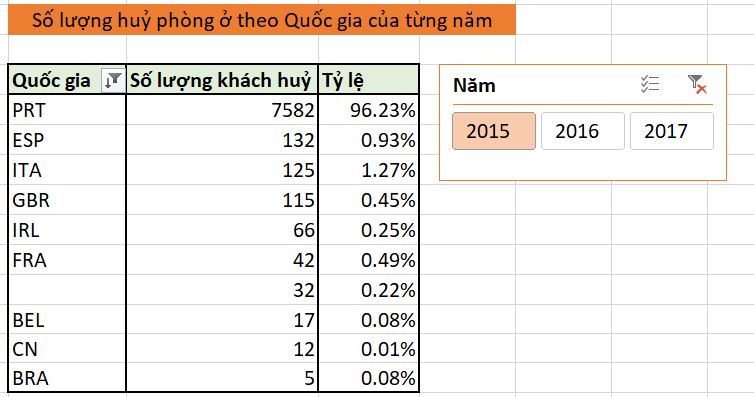 Số lượng huỷ phòng ở theo Quốc gia của từng năm
Quốc gia Số lượng khách huỷ Tỷ lệ
PRT 7582 96.23%
ESP 132 0.93%
ITA 125 1.27%
GBR 115 0.45%
IRL 66 0.25%
FRA 42 0.49%
32 0.22%
BEL 17 0.08%
CN 12 0.01%
BRA 5 0.08%
Năm
2015 2016 2017